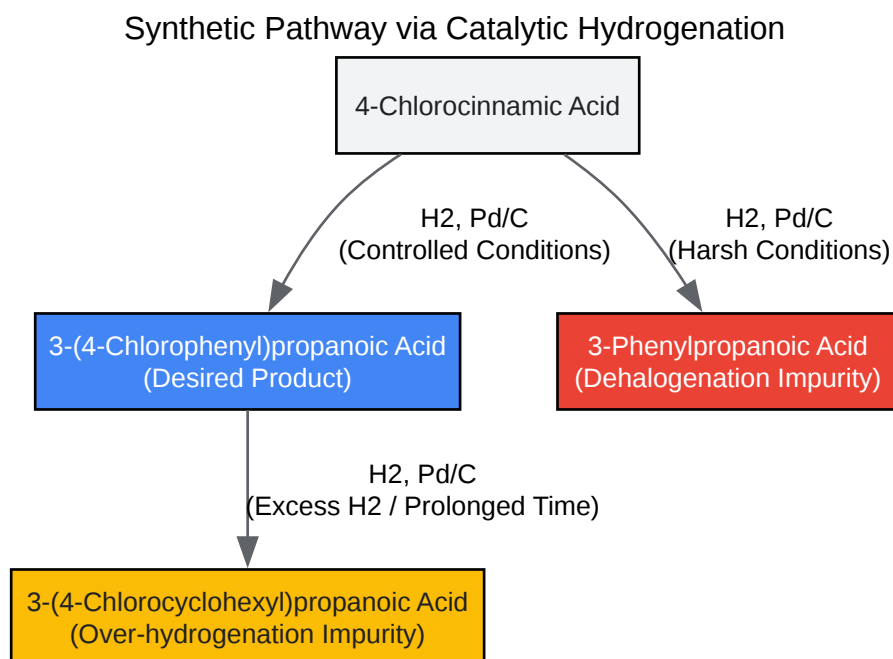 Synthetic Pathway via Catalytic Hydrogenation
4-Chlorocinnamic Acid
H2, Pd/C
(Controlled Conditions)
H2, Pd/C
(Harsh Conditions)
3-(4-Chlorophenyl)propanoic Acid
(Desired Product)
3-Phenylpropanoic Acid
(Dehalogenation Impurity)
H2, Pd/C
(Excess H2 / Prolonged Time)
3-(4-Chlorocyclohexyl)propanoic Acid
(Over-hydrogenation Impurity)